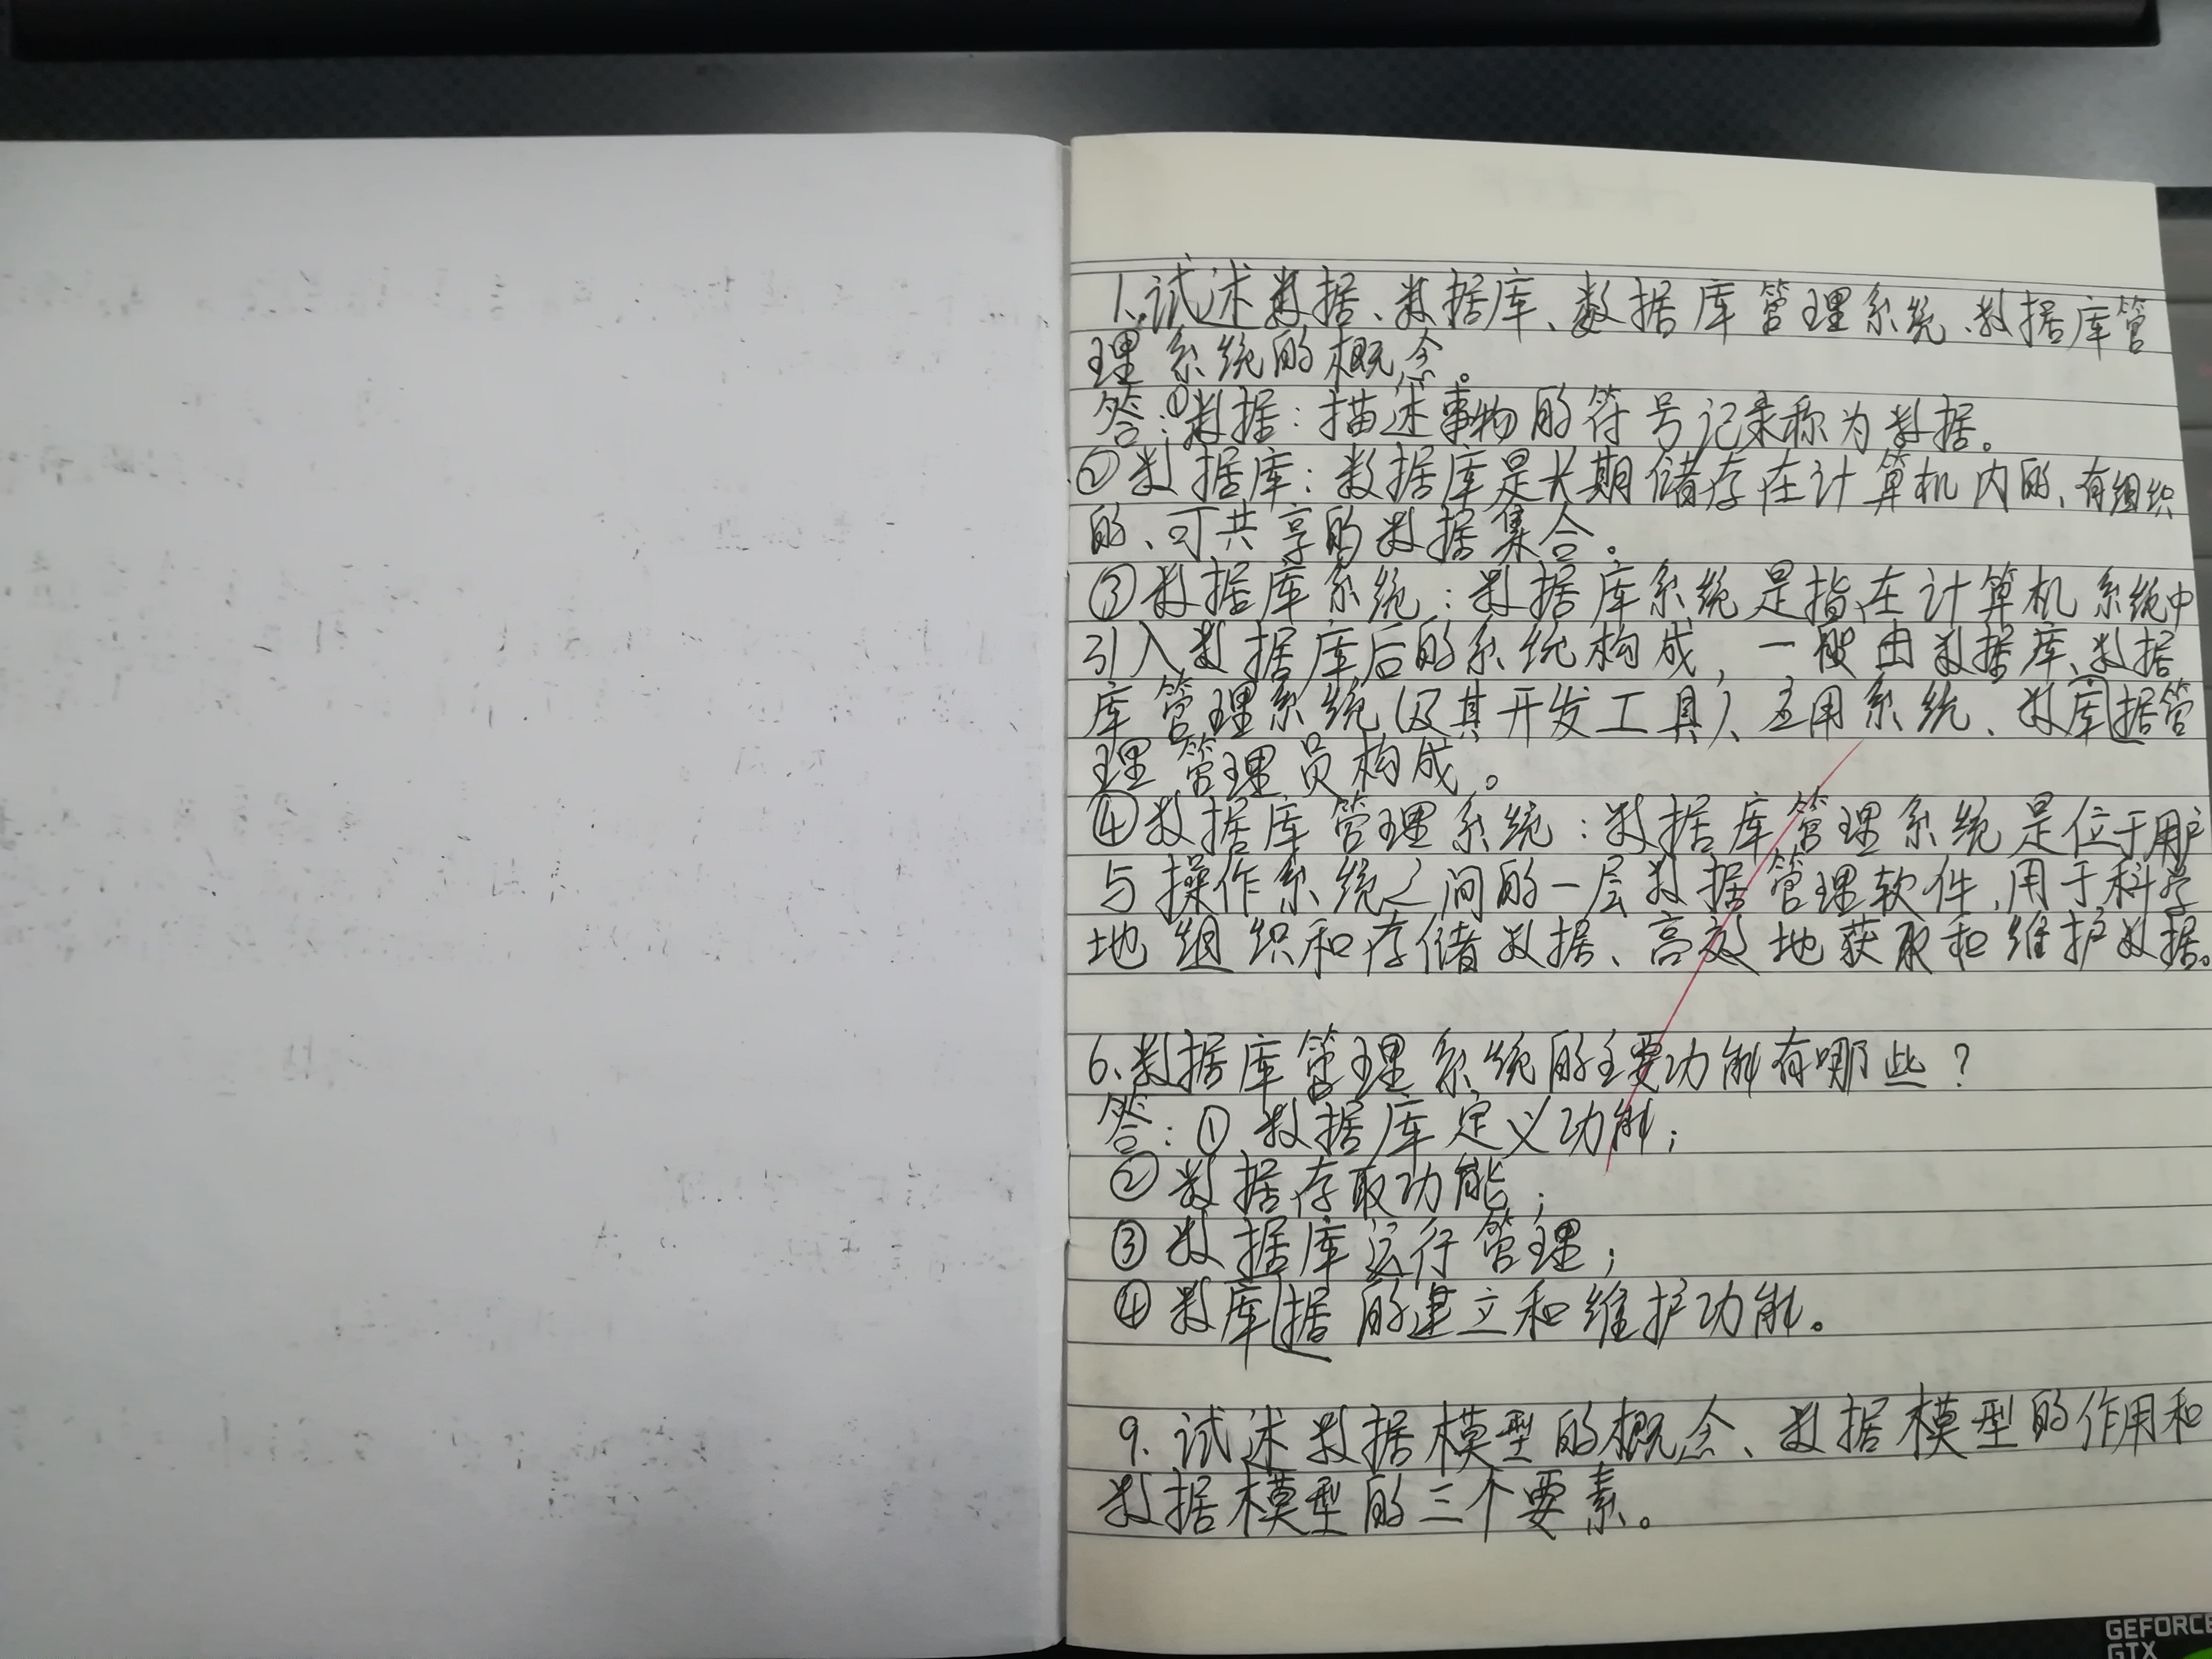 1.试述数据、数据库、数据库管理系统、数据库管
理系统的概念。
答:①数据:描述事物的符号记录称为数据。
②数据库:数据库是长期储存在计算机内的、有组织
的、可共享的数据集合。
③数据库系统:数据库系统是指在计算机系统中
引入数据库后的系统构成,一般由数据库、数据
库管理系统(及其开发工具)、应用系统、数库据管
理管理员构成。
④数据库管理系统:数据库管理系统是位于用户
与操作系统之间的一层数据管理软件,用于科学
地组织和存储数据、高效地获取和维护数据。
6.数据库管理系统的主要功能有哪些?
答:①数据库定义功能;
②数据存取功能;
③数据库运行管理;
④数库据的建立和维护功能。
9.试述数据模型的概念、数据模型的作用和
数据模型的三个要素。
GEFORCE
GTX